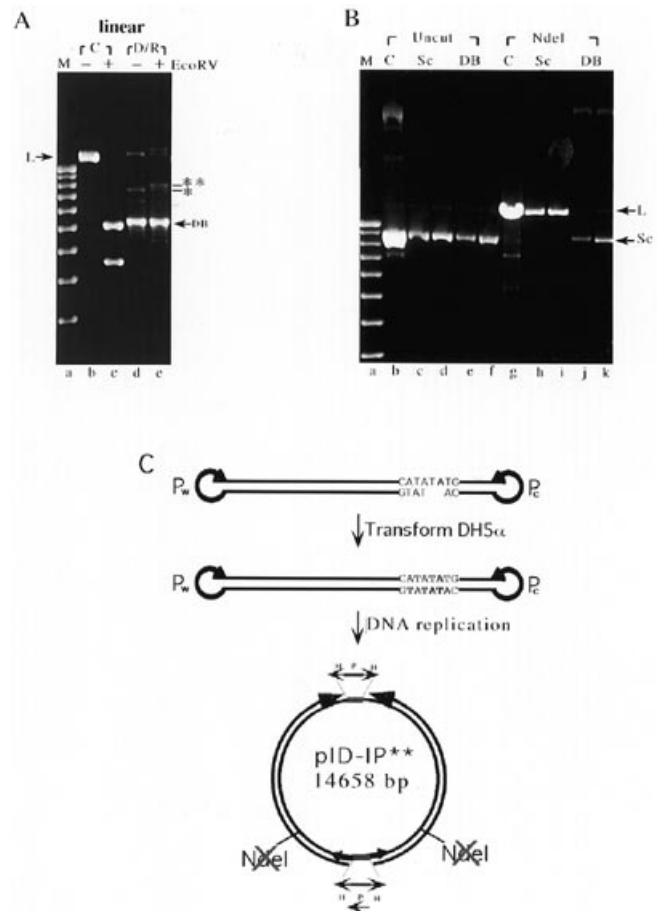 A
linear
C D/R
M − + − + EcoRV
L
**
*
DB
a b c d e
B
Uncut NdeI
M C Sc DB C Sc DB
L
Sc
a b c d e f g h i j k
C
Pw CATATATG Pc
GTAT AC
Transform DH5α
Pw CATATATG Pc
GTATATAC
DNA replication
H P H
pID-IP**
14658 bp
NdeI NdeI
H P H